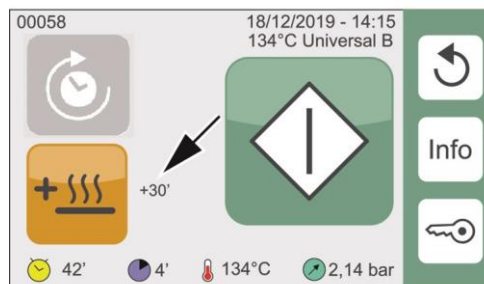 00058
18/12/2019 - 14:15
134°C Universal B
+30'
Info
42'
4'
134°C
2,14 bar